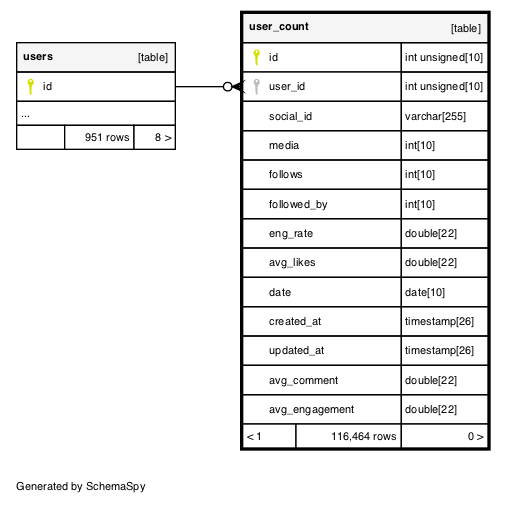 users [table]
id
...
951 rows 8 >
user_count [table]
id int unsigned[10]
user_id int unsigned[10]
social_id varchar[255]
media int[10]
follows int[10]
followed_by int[10]
eng_rate double[22]
avg_likes double[22]
date date[10]
created_at timestamp[26]
updated_at timestamp[26]
avg_comment double[22]
avg_engagement double[22]
< 1 116,464 rows 0 >
Generated by SchemaSpy